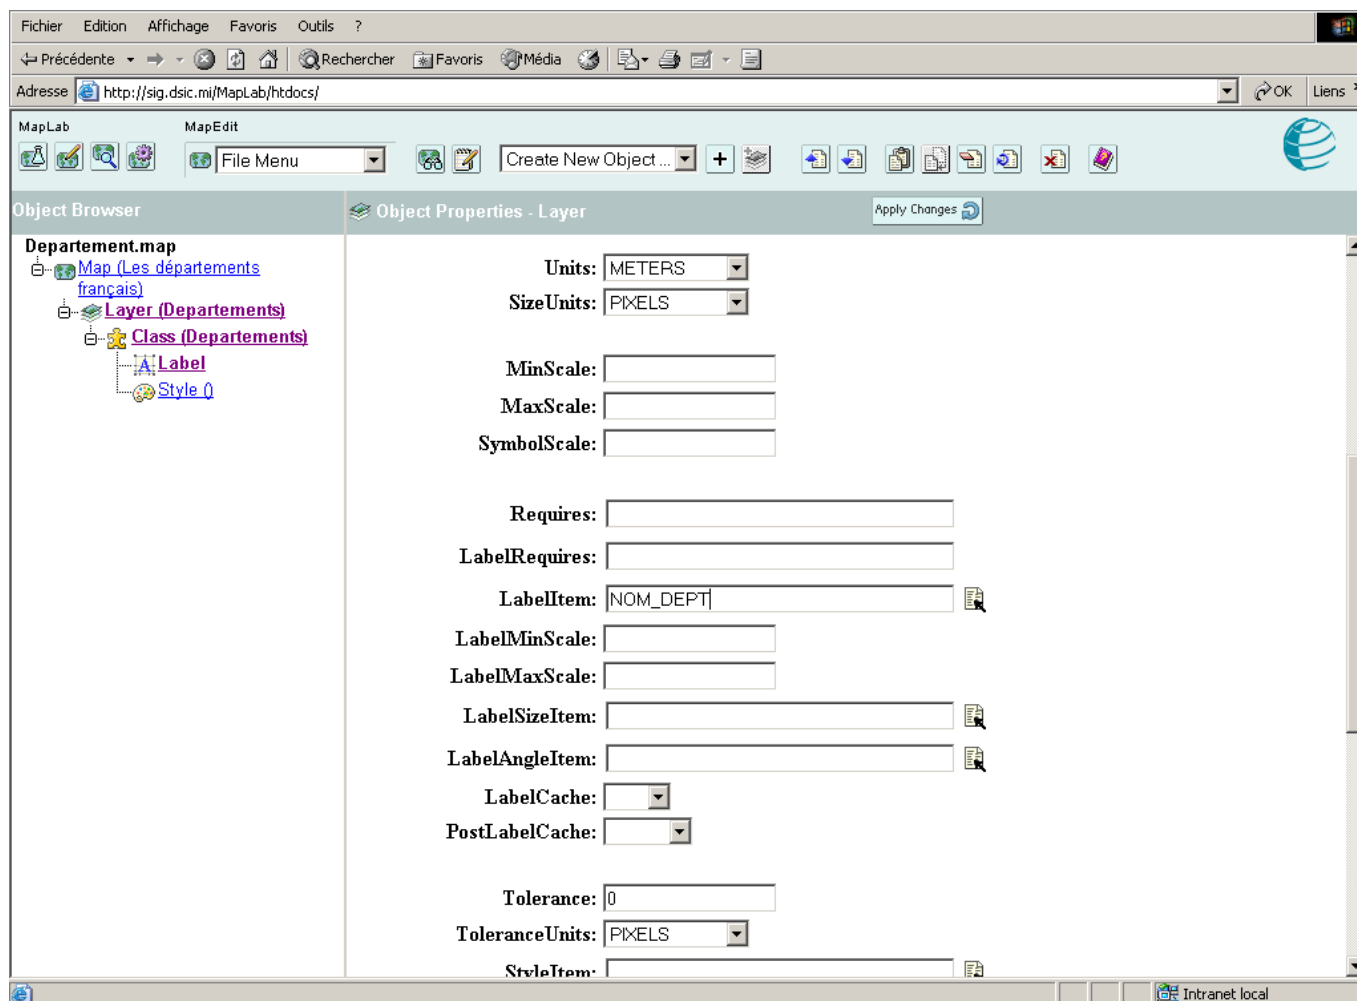 Fichier Edition Affichage Favoris Outils ?
Précédente Rechercher Favoris Média
Adresse http://sig.dsic.mi/MapLab/htdocs/ OK Liens
MapLab MapEdit
File Menu Create New Object ...
Object Browser Object Properties - Layer Apply Changes
Departement.map
Map (Les départements
français)
Layer (Departements)
Class (Departements)
Label
Style ()
Units: METERS
SizeUnits: PIXELS
MinScale:
MaxScale:
SymbolScale:
Requires:
LabelRequires:
LabelItem: NOM_DEPT
LabelMinScale:
LabelMaxScale:
LabelSizeItem:
LabelAngleItem:
LabelCache:
PostLabelCache:
Tolerance: 0
ToleranceUnits: PIXELS
StyleItem:
Intranet local